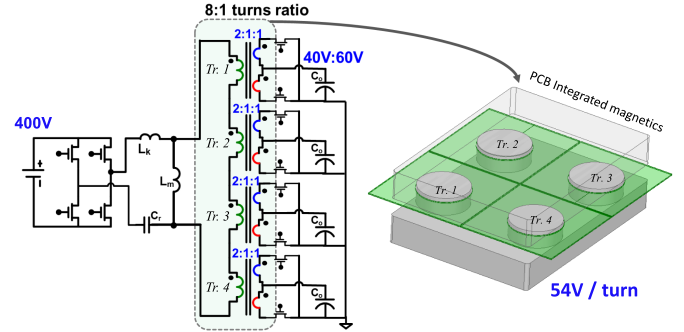 8:1 turns ratio
2:1:1
40V:60V
Tr. 1
Co
400V
+
Lk
Lm
Cr
2:1:1
Tr. 2
Co
2:1:1
Tr. 3
Co
2:1:1
Tr. 4
Co
PCB Integrated magnetics
Tr. 2
Tr. 1
Tr. 3
Tr. 4
54V / turn